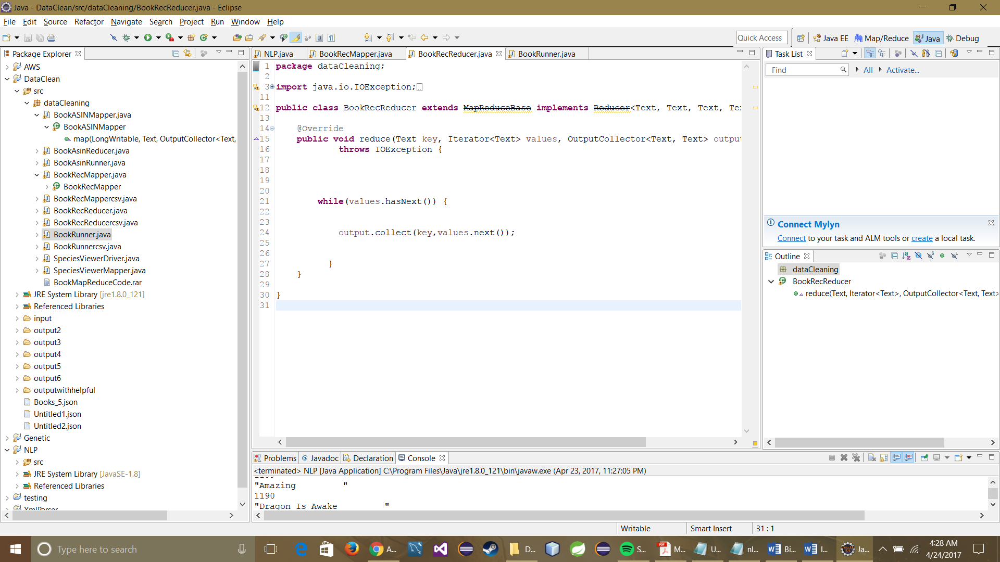 Java - DataClean/src/dataCleaning/BookRecReducer.java - Eclipse
File Edit Source Refactor Navigate Search Project Run Window Help
Quick Access Java EE Map/Reduce Java Debug
Package Explorer
AWS
DataClean
src
dataCleaning
BookASINMapper.java
BookASINMapper
map(LongWritable, Text, OutputCollector<Text,
BookAsinReducer.java
BookAsinRunner.java
BookRecMapper.java
BookRecMapper
BookRecMappercsv.java
BookRecReducer.java
BookRecReducercsv.java
BookRunner.java
BookRunnercsv.java
SpeciesViewerDriver.java
SpeciesViewerMapper.java
BookMapReduceCode.rar
JRE System Library [jre1.8.0_121]
Referenced Libraries
input
output2
output3
output4
output5
output6
outputwithhelpful
Books_5.json
Untitled1.json
Untitled2.json
Genetic
NLP
src
JRE System Library [JavaSE-1.8]
Referenced Libraries
testing
XmlParser
NLP.java BookRecMapper.java BookRecReducer.java BookRunner.java
1 package dataCleaning;
2
3 import java.io.IOException;
11
12 public class BookRecReducer extends MapReduceBase implements Reducer<Text, Text, Text, Te
13
14 @Override
15 public void reduce(Text key, Iterator<Text> values, OutputCollector<Text, Text> output
16 throws IOException {
17
18
19
20
21 while(values.hasNext()) {
22
23
24 output.collect(key,values.next());
25
26
27 }
28 }
29
30 }
31
Task List
Find All Activate...
Connect Mylyn
Connect to your task and ALM tools or create a local task.
Outline
dataCleaning
BookRecReducer
reduce(Text, Iterator<Text>, OutputCollector<Text, Text>
Problems Javadoc Declaration Console
<terminated> NLP [Java Application] C:\Program Files\Java\jre1.8.0_121\bin\javaw.exe (Apr 23, 2017, 11:27:05 PM)
"Amazing "
1190
"Dragon Is Awake "
Writable Smart Insert 31 : 1
Type here to search A... D... S... M... U... nl... Bi... I... Ja...
4:28 AM
4/24/2017